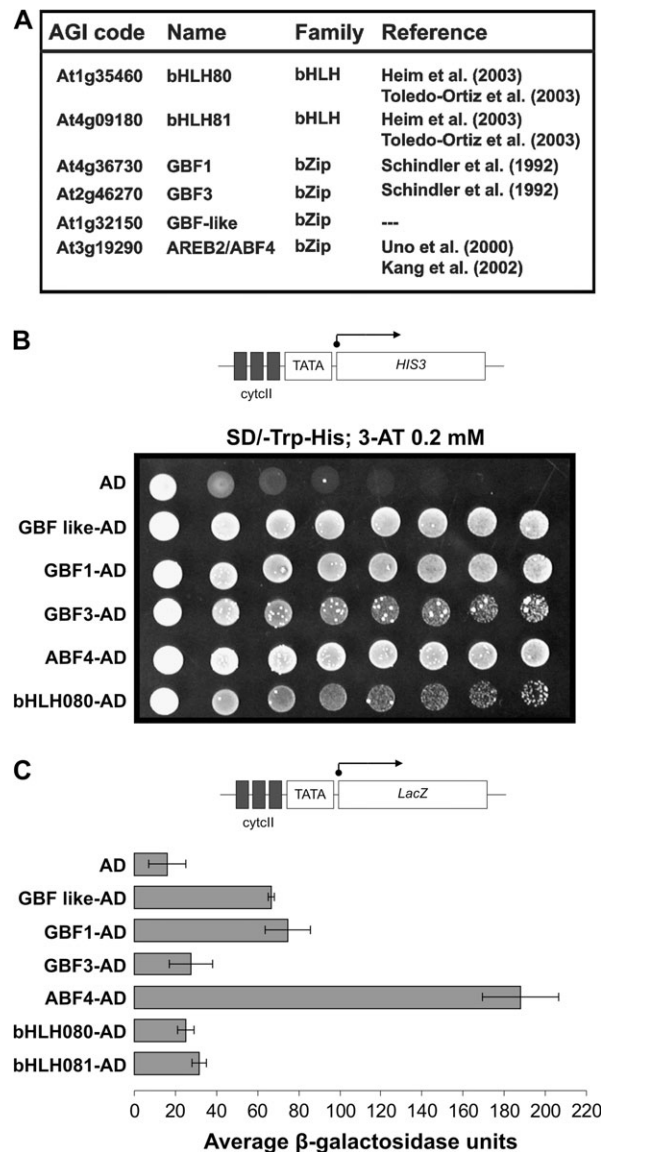 A
AGI code Name Family Reference
At1g35460 bHLH80 bHLH Heim et al. (2003)
Toledo-Ortiz et al. (2003)
At4g09180 bHLH81 bHLH Heim et al. (2003)
Toledo-Ortiz et al. (2003)
At4g36730 GBF1 bZip Schindler et al. (1992)
At2g46270 GBF3 bZip Schindler et al. (1992)
At1g32150 GBF-like bZip ---
At3g19290 AREB2/ABF4 bZip Uno et al. (2000)
Kang et al. (2002)
B
TATA HIS3
cytcII
SD/-Trp-His; 3-AT 0.2 mM
AD
GBF like-AD
GBF1-AD
GBF3-AD
ABF4-AD
bHLH080-AD
C
TATA LacZ
cytcII
AD
GBF like-AD
GBF1-AD
GBF3-AD
ABF4-AD
bHLH080-AD
bHLH081-AD
0 20 40 60 80 100 120 140 160 180 200 220
Average β-galactosidase units